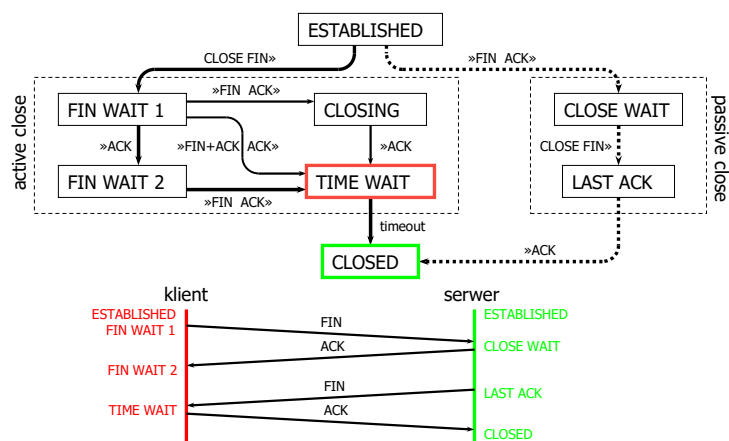 ESTABLISHED
CLOSE FIN»
»FIN ACK»
active close
FIN WAIT 1
»FIN ACK»
CLOSING
CLOSE WAIT
passive close
»ACK
»FIN+ACK ACK»
»ACK
CLOSE FIN»
FIN WAIT 2
TIME WAIT
LAST ACK
»FIN ACK»
timeout
CLOSED
»ACK
klient
serwer
ESTABLISHED
FIN WAIT 1
FIN
ESTABLISHED
ACK
CLOSE WAIT
FIN WAIT 2
FIN
LAST ACK
TIME WAIT
ACK
CLOSED